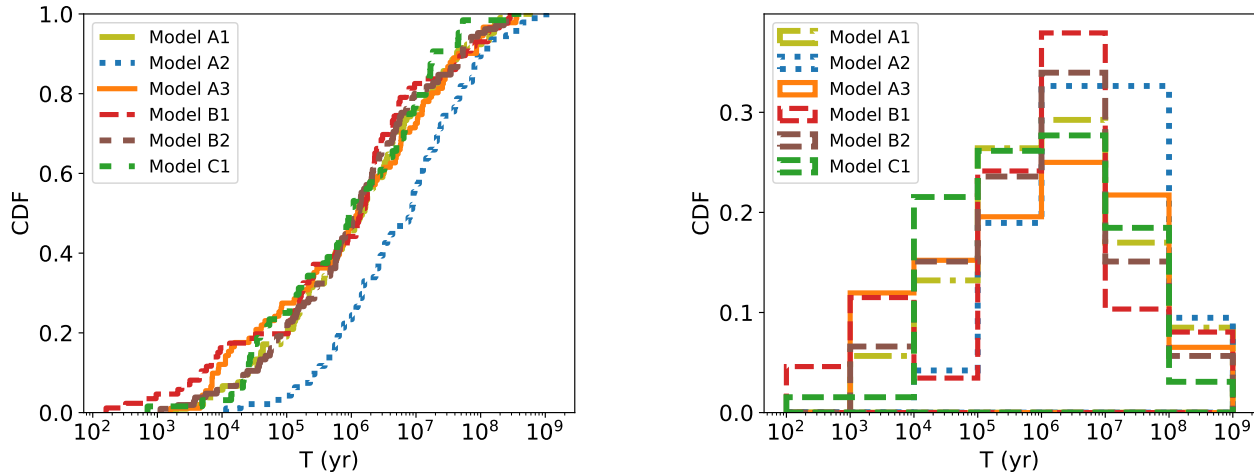 1.0
0.8
0.6
0.4
0.2
0.0
CDF
Model A1
Model A2
Model A3
Model B1
Model B2
Model C1
10² 10³ 10⁴ 10⁵ 10⁶ 10⁷ 10⁸ 10⁹
T (yr)
0.3
0.2
0.1
0.0
CDF
Model A1
Model A2
Model A3
Model B1
Model B2
Model C1
10² 10³ 10⁴ 10⁵ 10⁶ 10⁷ 10⁸ 10⁹
T (yr)